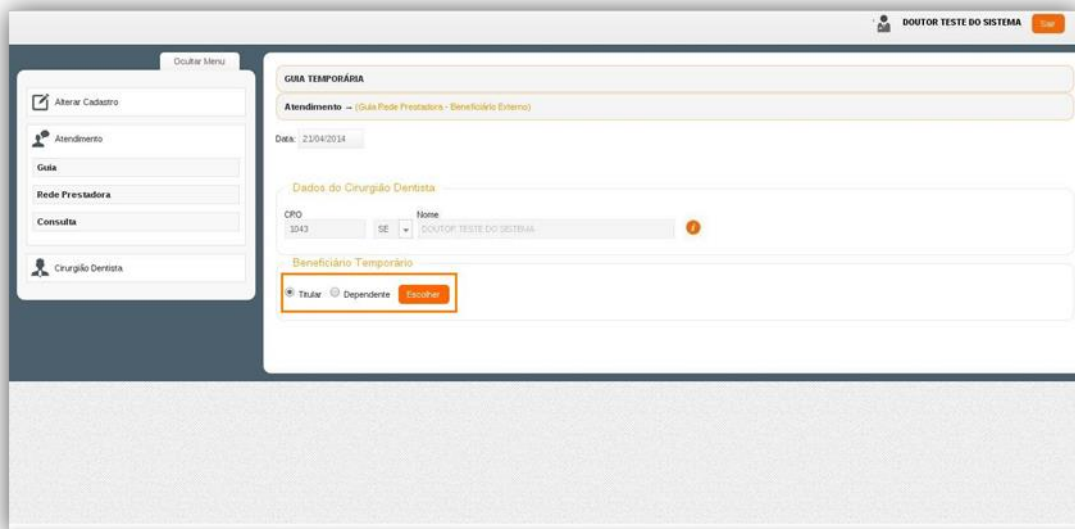 DOUTOR TESTE DO SISTEMA Sair
Ocultar Menu
Alterar Cadastro
Atendimento
Guia
Rede Prestadora
Consulta
Cirurgião Dentista
GUIA TEMPORÁRIA
Atendimento -- (Guia Rede Prestadora - Beneficiário Externo)
Data: 21/04/2014
Dados do Cirurgião Dentista
CRO Nome
1043 SE DOUTOR TESTE DO SISTEMA
Beneficiário Temporário
Titular Dependente Escolher